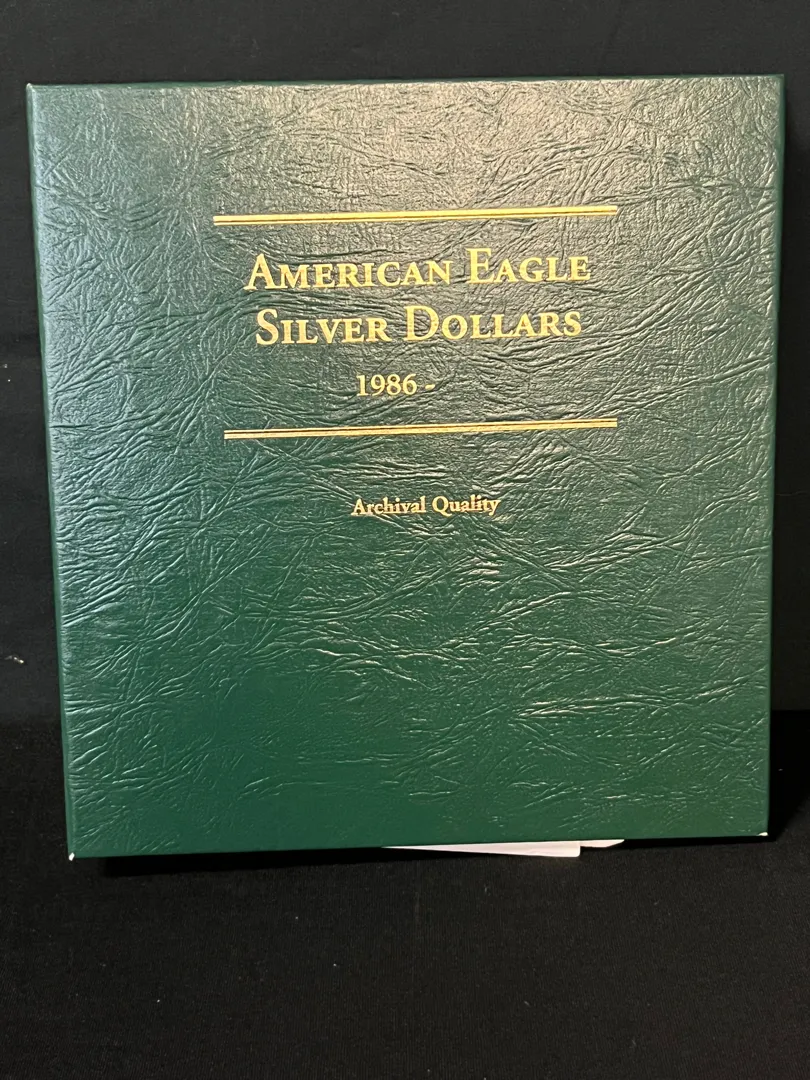 American Eagle
Silver Dollars
1986 -
Archival Quality